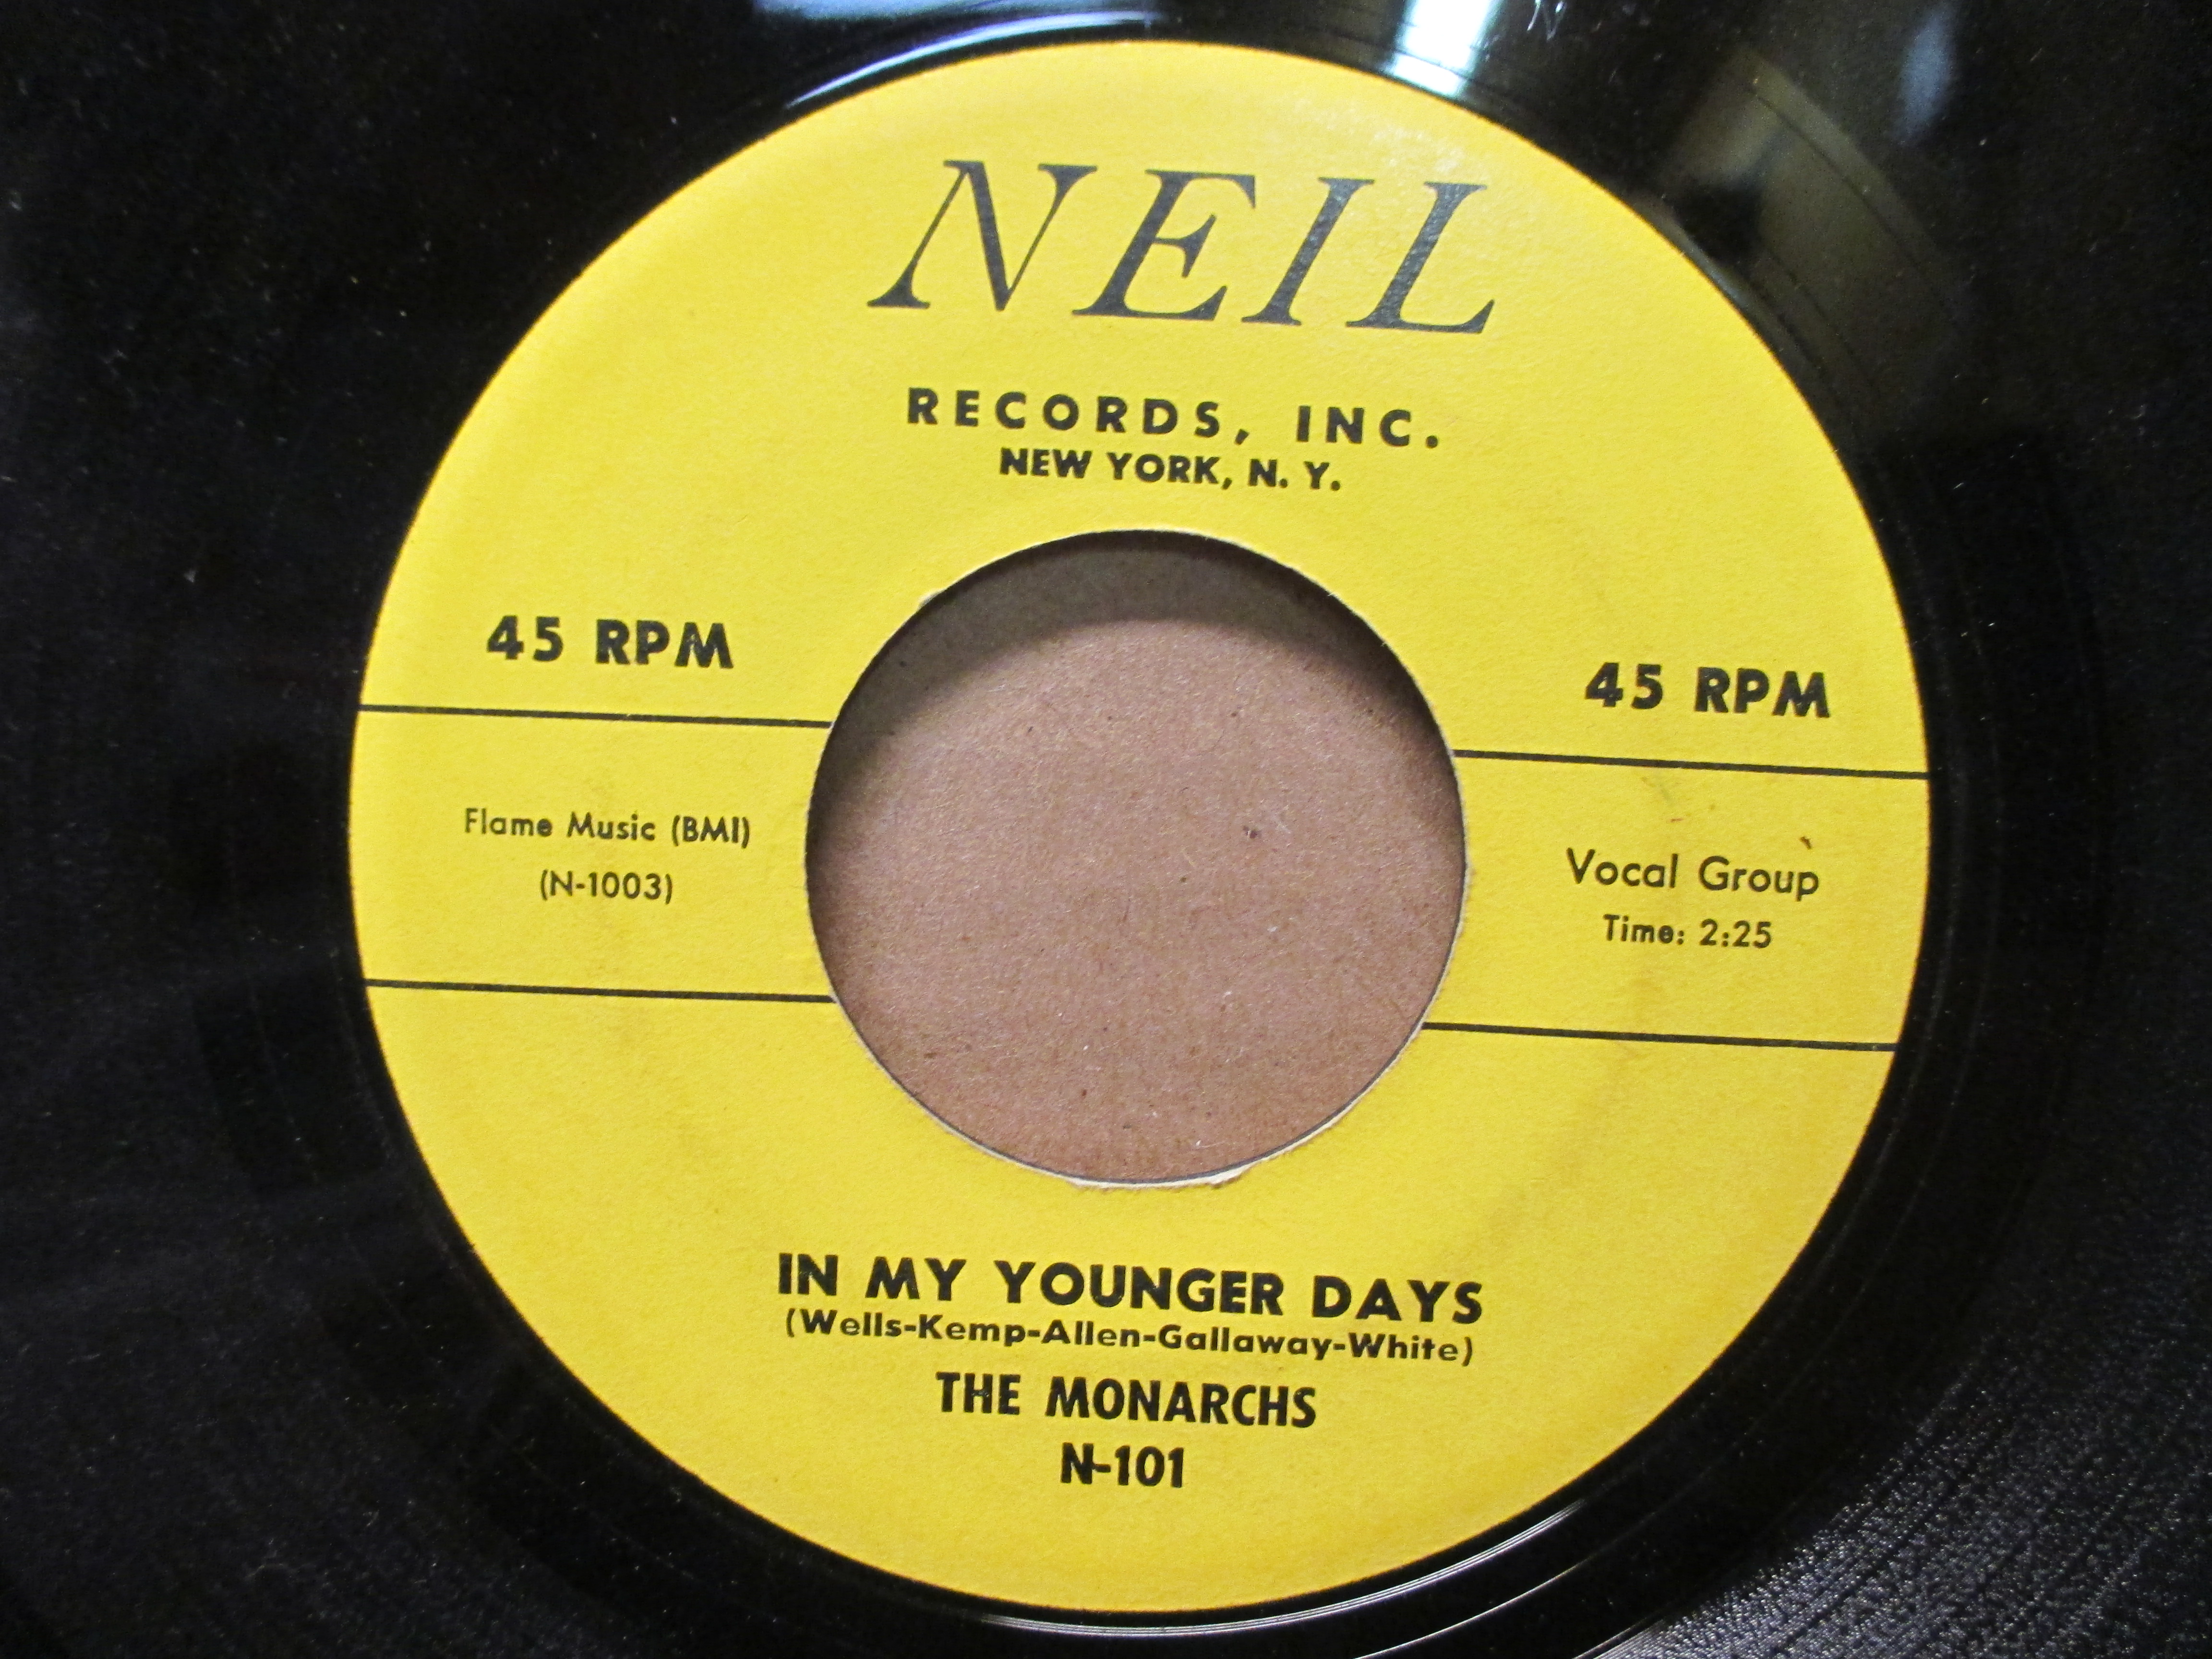 NEIL
RECORDS, INC.
NEW YORK, N. Y.
45 RPM
45 RPM
Flame Music (BMI)
(N-1003)
Vocal Group
Time: 2:25
IN MY YOUNGER DAYS
(Wells-Kemp-Allen-Gallaway-White)
THE MONARCHS
N-101